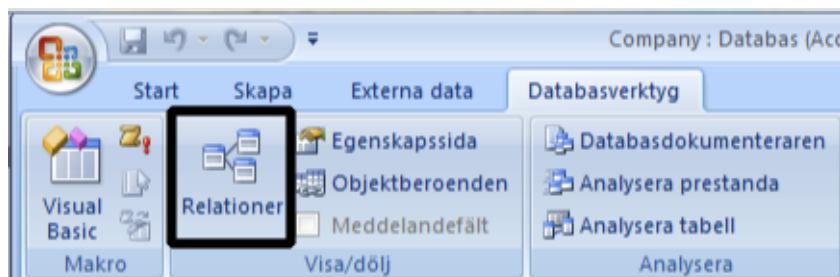 Company : Databas (Acc
Start Skapa Externa data Databasverktyg
Visual Basic
Relationer
Egenskapssida
Objektberoenden
Meddelandefält
Databasdokumenteraren
Analysera prestanda
Analysera tabell
Makro Visa/dölj Analysera